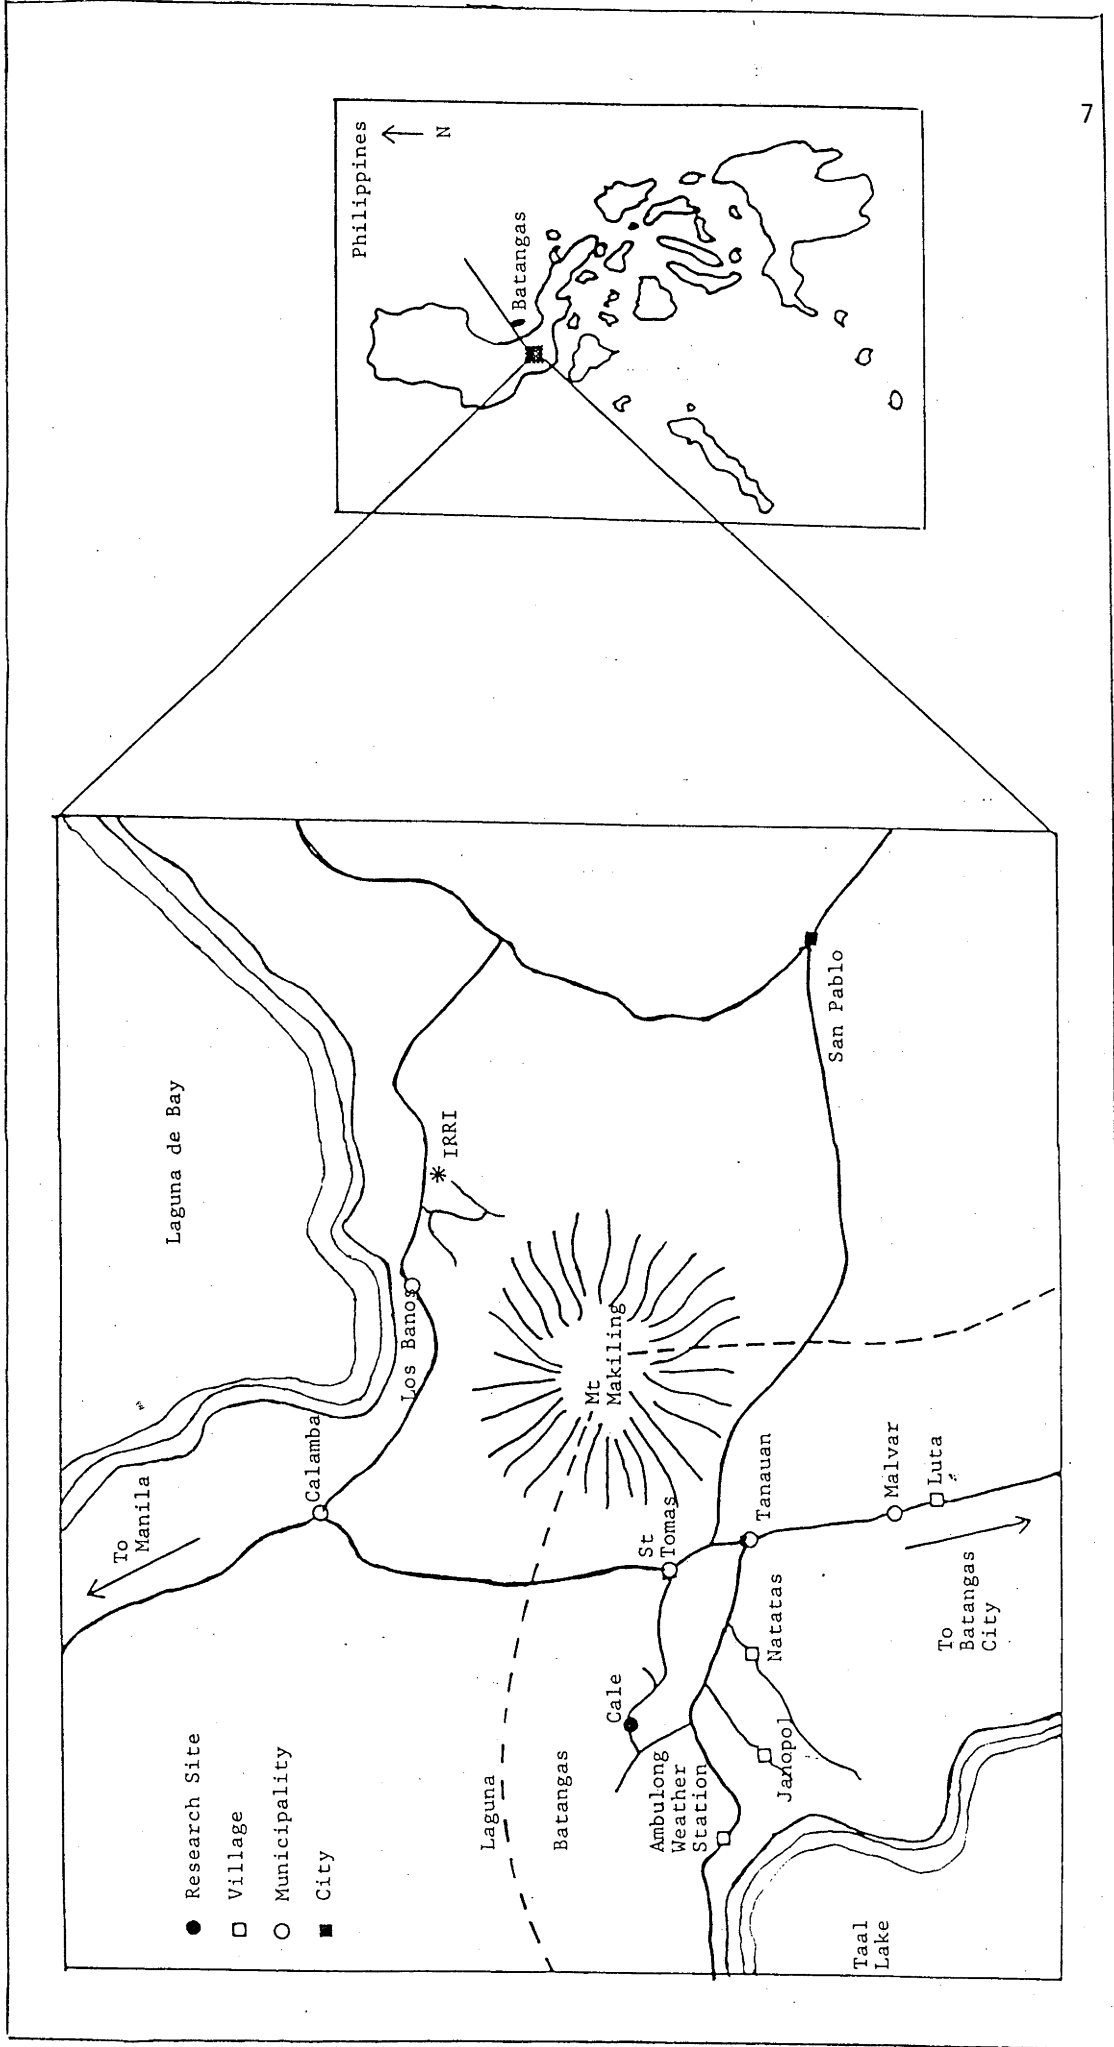 7
Philippines
N
Batangas
Laguna de Bay
To
Manila
Calamba
Los Banos
IRRI
Mt
Makiling
San Pablo
St
Tomas
Tanauan
Malvar
Luta
To
Batangas
City
Natatas
Janopol
Cale
Ambulong
Weather
Station
Laguna
Batangas
Taal
Lake
Research Site
Village
Municipality
City